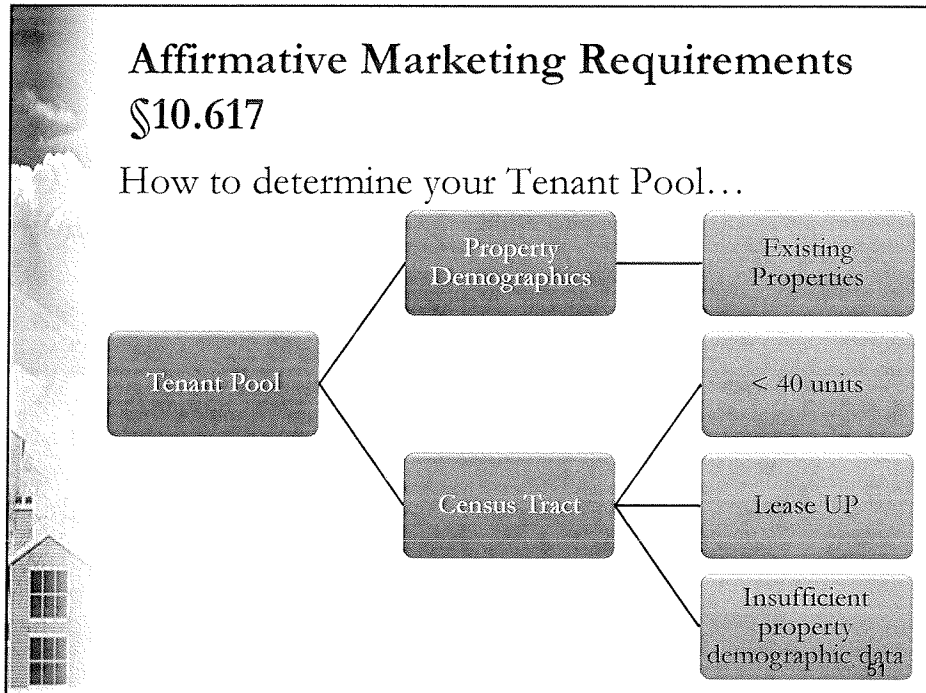 Affirmative Marketing Requirements
§10.617
How to determine your Tenant Pool…
Property
Demographics
Existing
Properties
Tenant Pool
< 40 units
Census Tract
Lease UP
Insufficient
property
demographic data
51